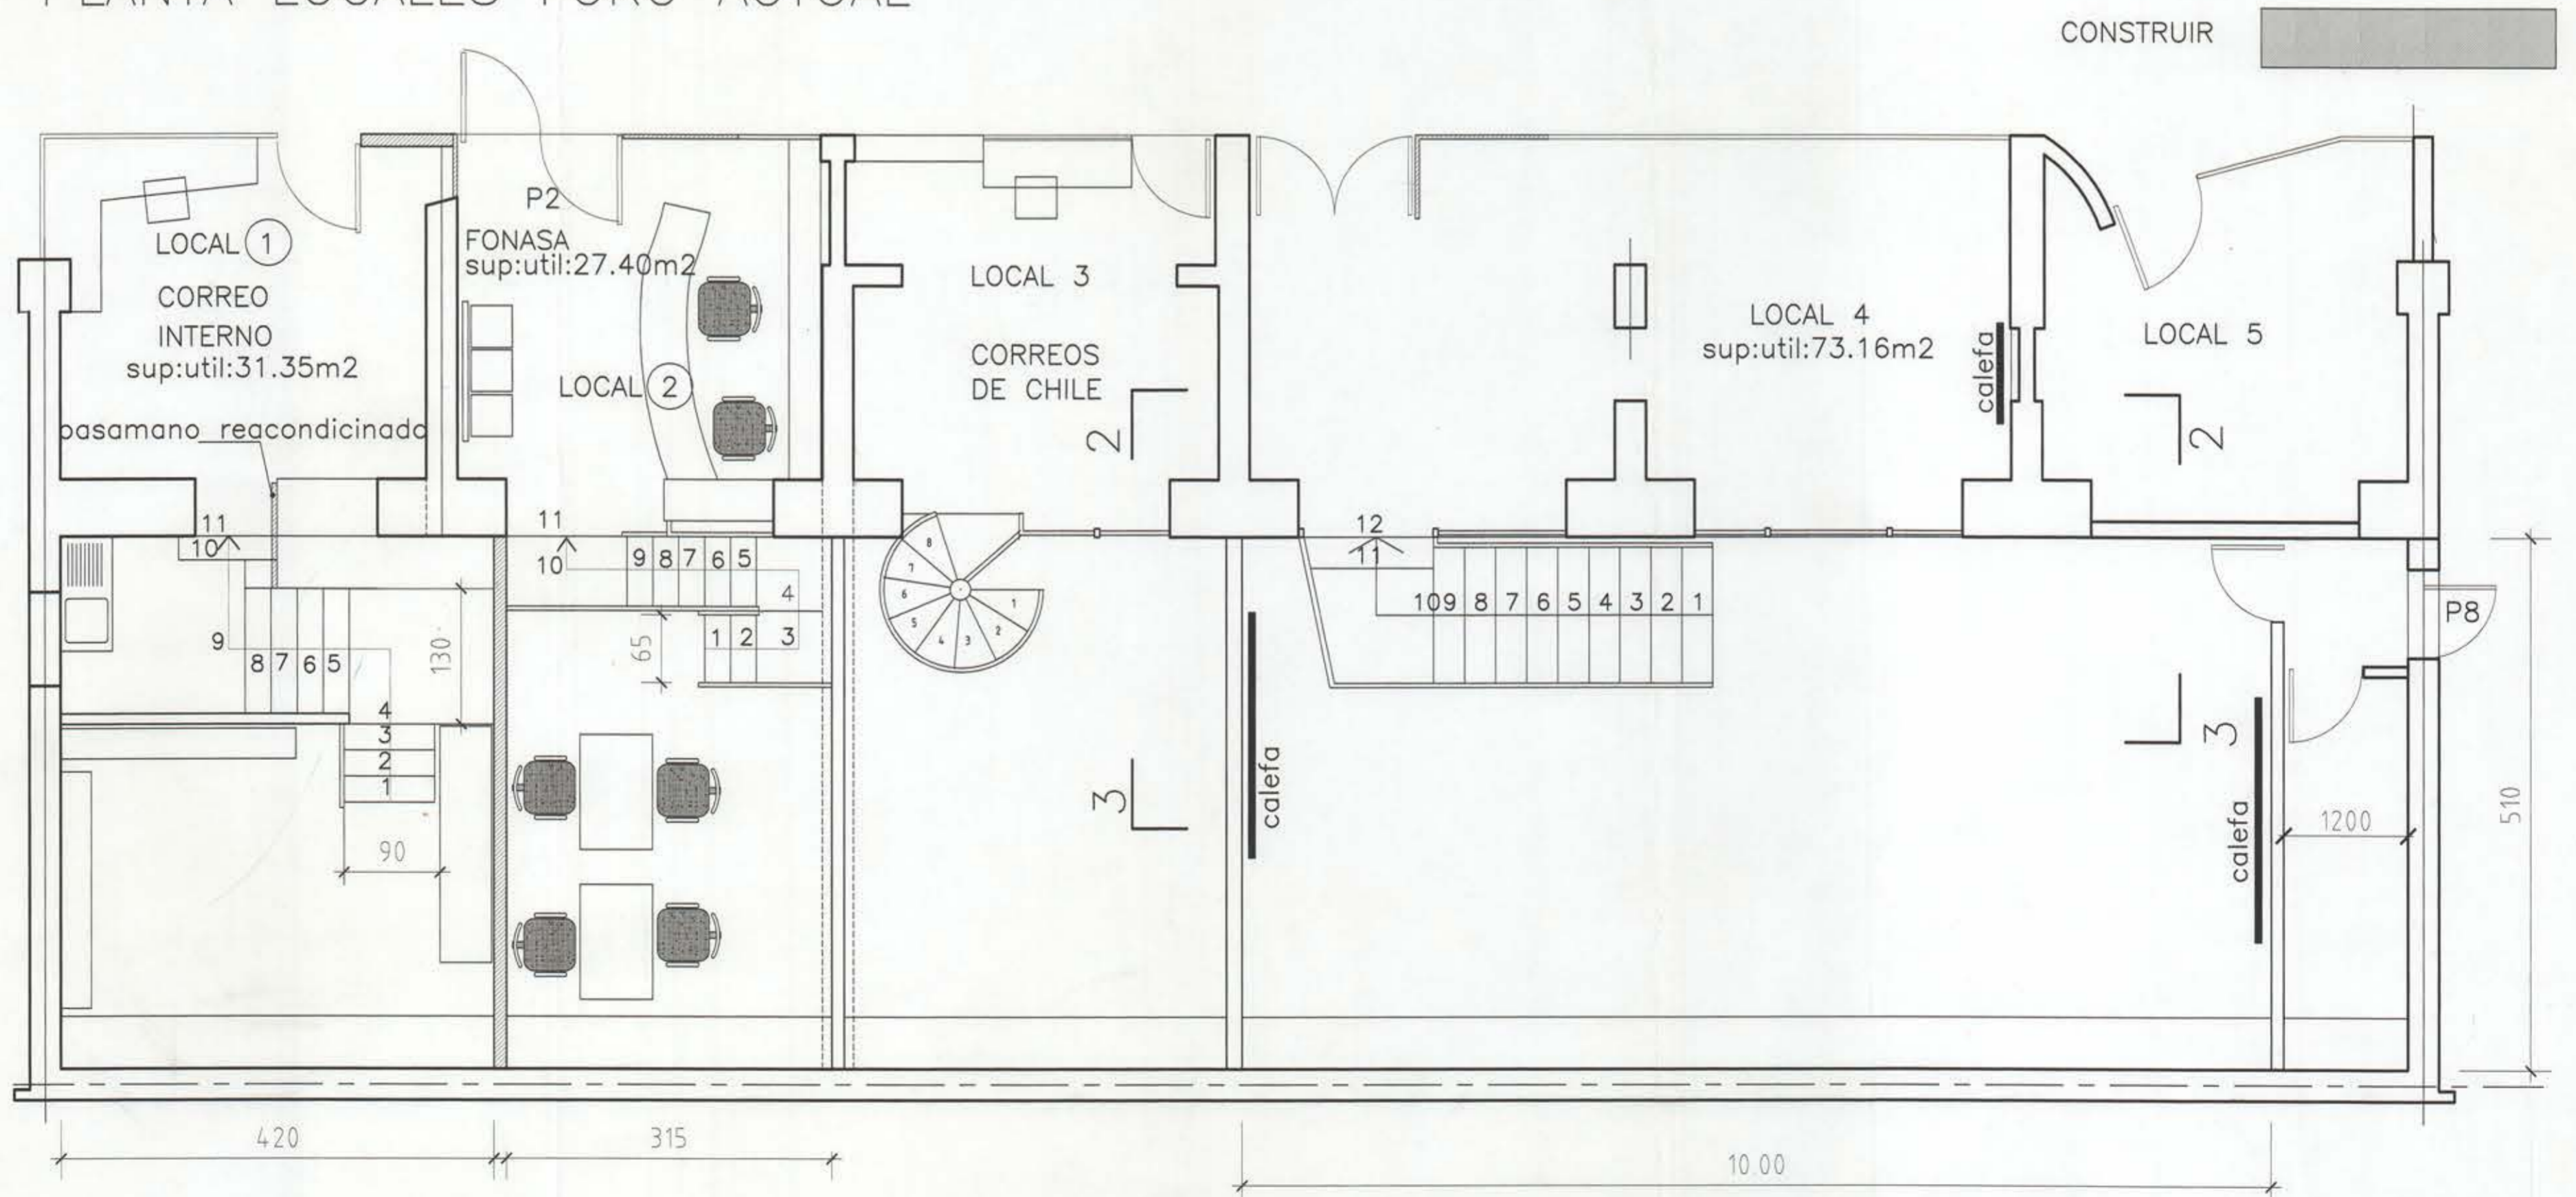 PLANTA LOCALES FORO ACTUAL
CONSTRUIR
LOCAL 1
CORREO
INTERNO
sup:util:31.35m2
pasamano reacondicinado
P2
FONASA
sup:util:27.40m2
LOCAL 2
LOCAL 3
CORREOS
DE CHILE
2
LOCAL 4
sup:util:73.16m2
calefa
LOCAL 5
2
11
10
9
8 7 6 5
4
3
2
1
130
90
11
10
9 8 7 6 5
4
1 2 3
65
8
7
6
5
4
3
2
1
12
11
10 9 8 7 6 5 4 3 2 1
P8
3
calefa
3
calefa
1200
510
420
315
10.00